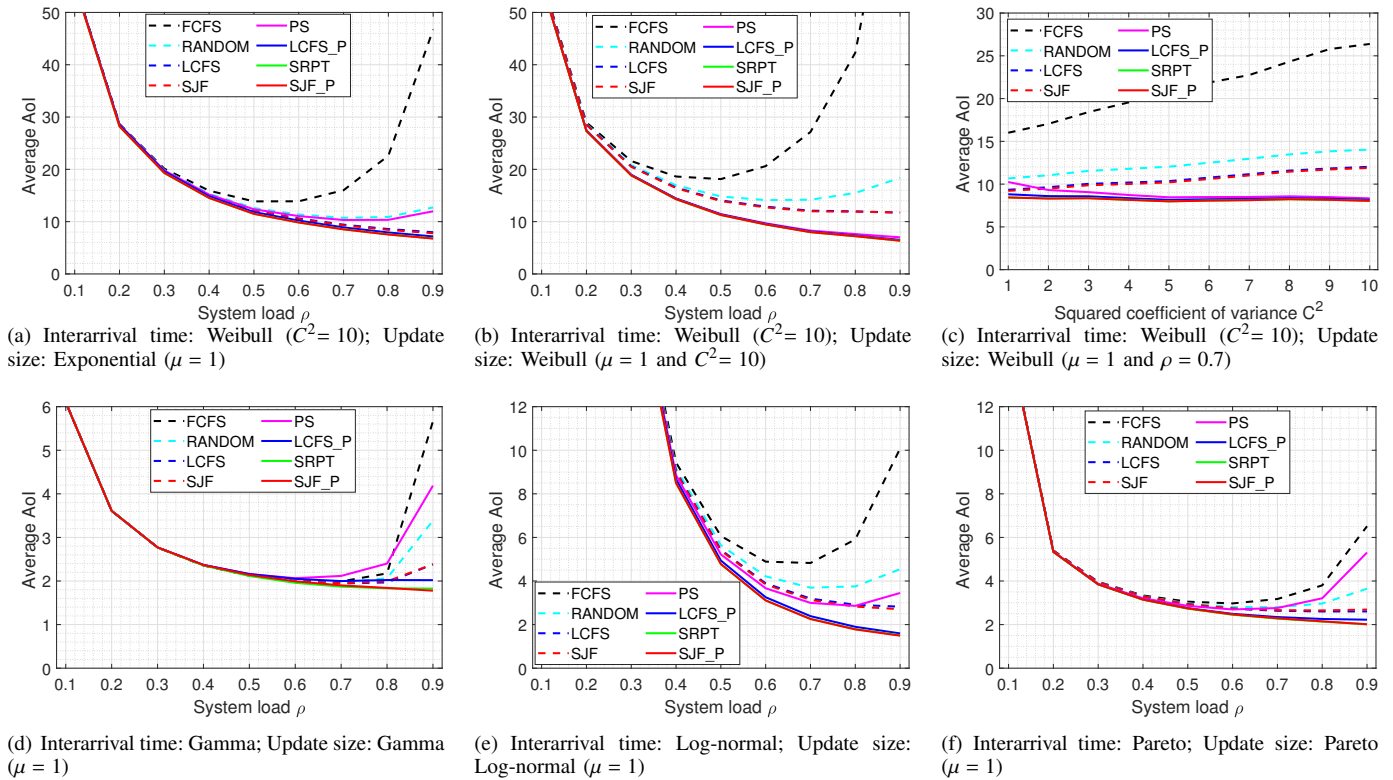 50
40
30
20
10
0
Average AoI
FCFS
RANDOM
LCFS
SJF
PS
LCFS_P
SRPT
SJF_P
0.1 0.2 0.3 0.4 0.5 0.6 0.7 0.8 0.9
System load ρ
(a) Interarrival time: Weibull (C² = 10); Update
size: Exponential (μ = 1)
50
40
30
20
10
0
Average AoI
FCFS
RANDOM
LCFS
SJF
PS
LCFS_P
SRPT
SJF_P
0.1 0.2 0.3 0.4 0.5 0.6 0.7 0.8 0.9
System load ρ
(b) Interarrival time: Weibull (C² = 10); Update
size: Weibull (μ = 1 and C² = 10)
30
25
20
15
10
5
0
Average AoI
FCFS
RANDOM
LCFS
SJF
PS
LCFS_P
SRPT
SJF_P
1 2 3 4 5 6 7 8 9 10
Squared coefficient of variance C²
(c) Interarrival time: Weibull (C² = 10); Update
size: Weibull (μ = 1 and ρ = 0.7)
6
5
4
3
2
1
0
Average AoI
FCFS
RANDOM
LCFS
SJF
PS
LCFS_P
SRPT
SJF_P
0.1 0.2 0.3 0.4 0.5 0.6 0.7 0.8 0.9
System load ρ
(d) Interarrival time: Gamma; Update size: Gamma
(μ = 1)
12
10
8
6
4
2
0
Average AoI
FCFS
RANDOM
LCFS
SJF
PS
LCFS_P
SRPT
SJF_P
0.1 0.2 0.3 0.4 0.5 0.6 0.7 0.8 0.9
System load ρ
(e) Interarrival time: Log-normal; Update size:
Log-normal (μ = 1)
12
10
8
6
4
2
0
Average AoI
FCFS
RANDOM
LCFS
SJF
PS
LCFS_P
SRPT
SJF_P
0.1 0.2 0.3 0.4 0.5 0.6 0.7 0.8 0.9
System load ρ
(f) Interarrival time: Pareto; Update size: Pareto
(μ = 1)